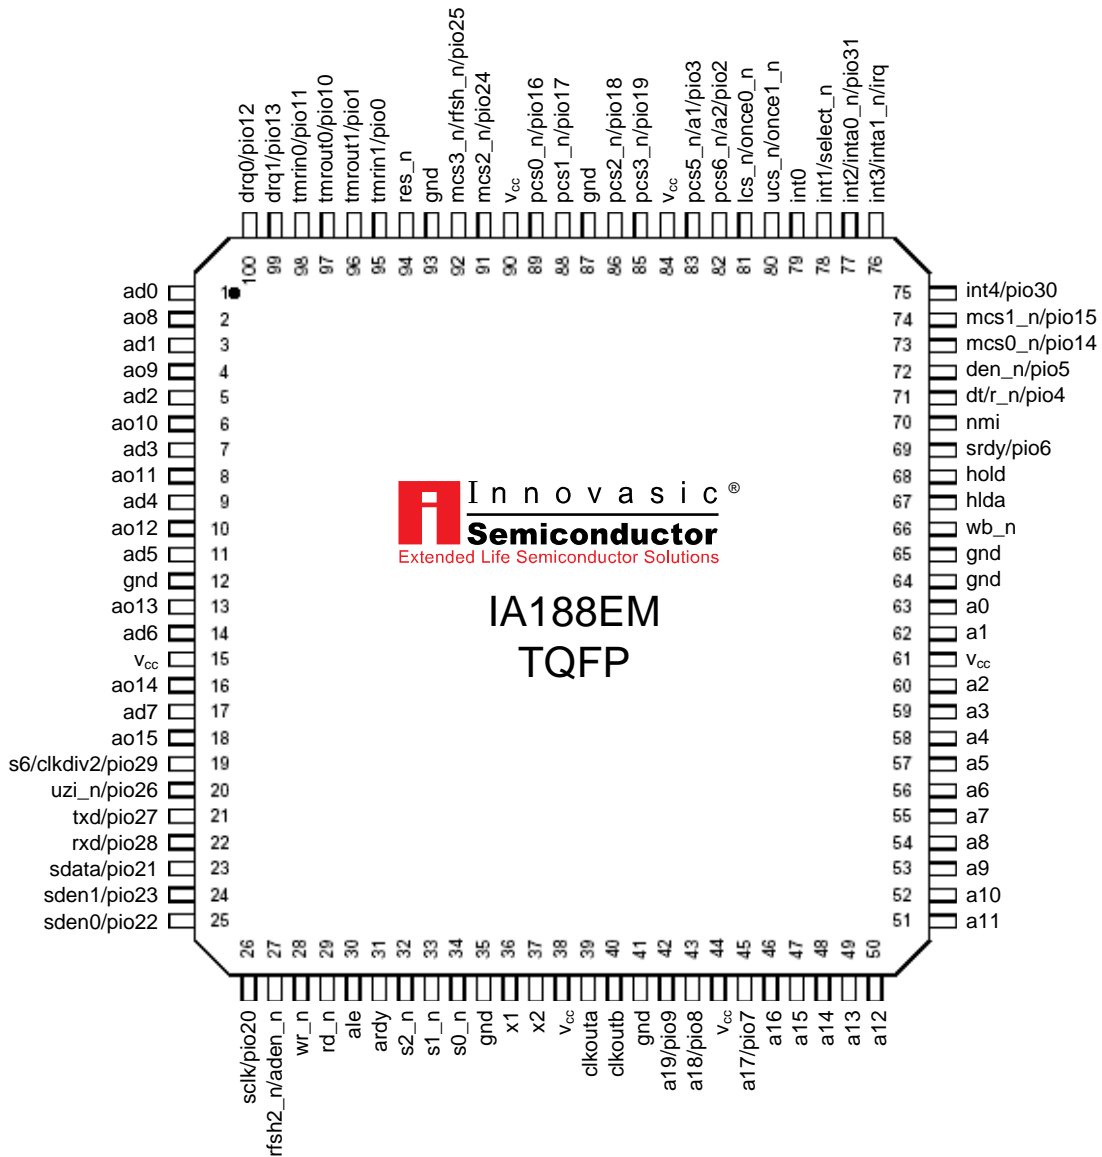 drq0/pio12
drq1/pio13
tmrin0/pio11
tmrout0/pio10
tmrout1/pio1
tmrin1/pio0
res_n
gnd
mcs3_n/rfsh_n/pio25
mcs2_n/pio24
vcc
pcs0_n/pio16
pcs1_n/pio17
gnd
pcs2_n/pio18
pcs3_n/pio19
vcc
pcs5_n/a1/pio3
pcs6_n/a2/pio2
lcs_n/once0_n
ucs_n/once1_n
int0
int1/select_n
int2/inta0_n/pio31
int3/inta1_n/irq
100
99
98
97
96
95
94
93
92
91
90
89
88
87
86
85
84
83
82
81
80
79
78
77
76
ad0 1
ao8 2
ad1 3
ao9 4
ad2 5
ao10 6
ad3 7
ao11 8
ad4 9
ao12 10
ad5 11
gnd 12
ao13 13
ad6 14
vcc 15
ao14 16
ad7 17
ao15 18
s6/clkdiv2/pio29 19
uzi_n/pio26 20
txd/pio27 21
rxd/pio28 22
sdata/pio21 23
sden1/pio23 24
sden0/pio22 25
i Innovasic ®
Semiconductor
Extended Life Semiconductor Solutions
IA188EM
TQFP
75 int4/pio30
74 mcs1_n/pio15
73 mcs0_n/pio14
72 den_n/pio5
71 dt/r_n/pio4
70 nmi
69 srdy/pio6
68 hold
67 hlda
66 wb_n
65 gnd
64 gnd
63 a0
62 a1
61 vcc
60 a2
59 a3
58 a4
57 a5
56 a6
55 a7
54 a8
53 a9
52 a10
51 a11
26
27
28
29
30
31
32
33
34
35
36
37
38
39
40
41
42
43
44
45
46
47
48
49
50
sclk/pio20
rfsh2_n/aden_n
wr_n
rd_n
ale
ardy
s2_n
s1_n
s0_n
gnd
x1
x2
vcc
clkouta
clkoutb
gnd
a19/pio9
a18/pio8
vcc
a17/pio7
a16
a15
a14
a13
a12